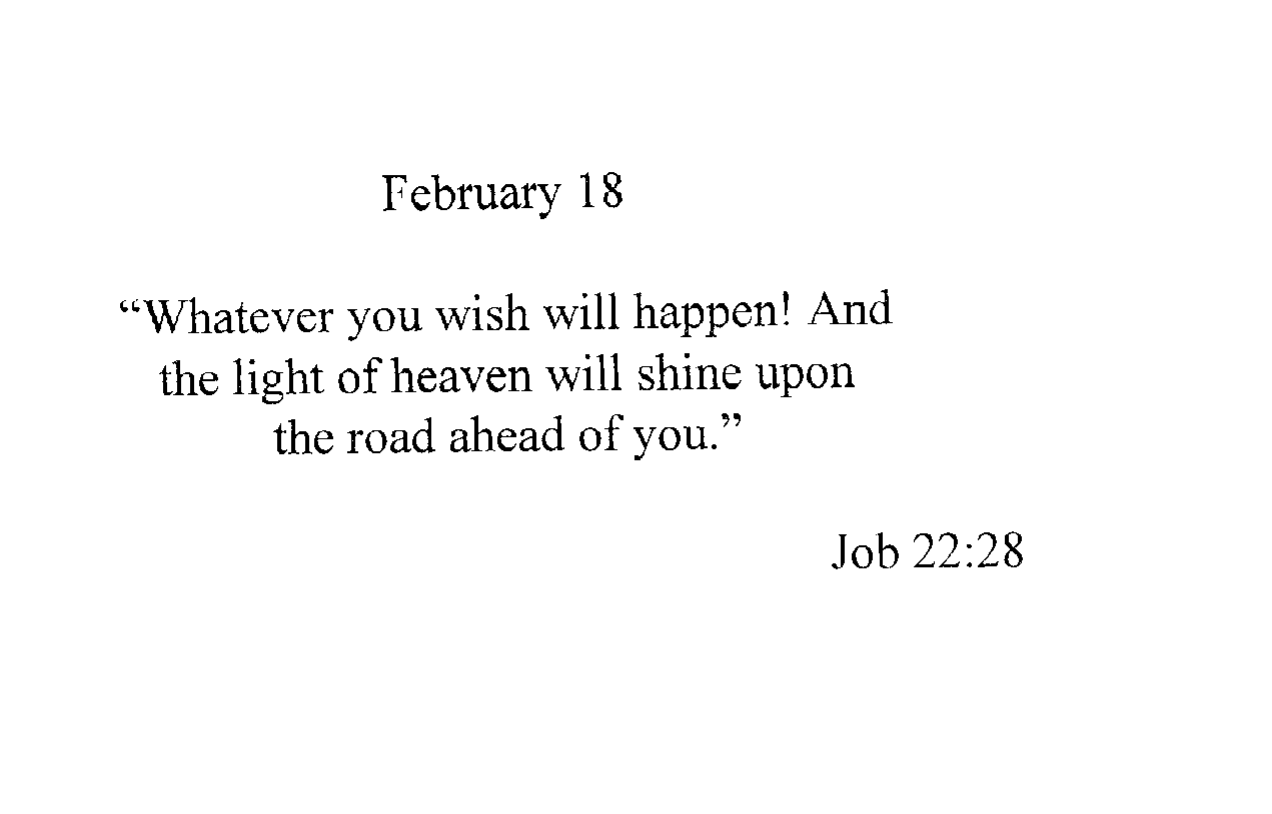 February 18
“Whatever you wish will happen! And
the light of heaven will shine upon
the road ahead of you.”
Job 22:28